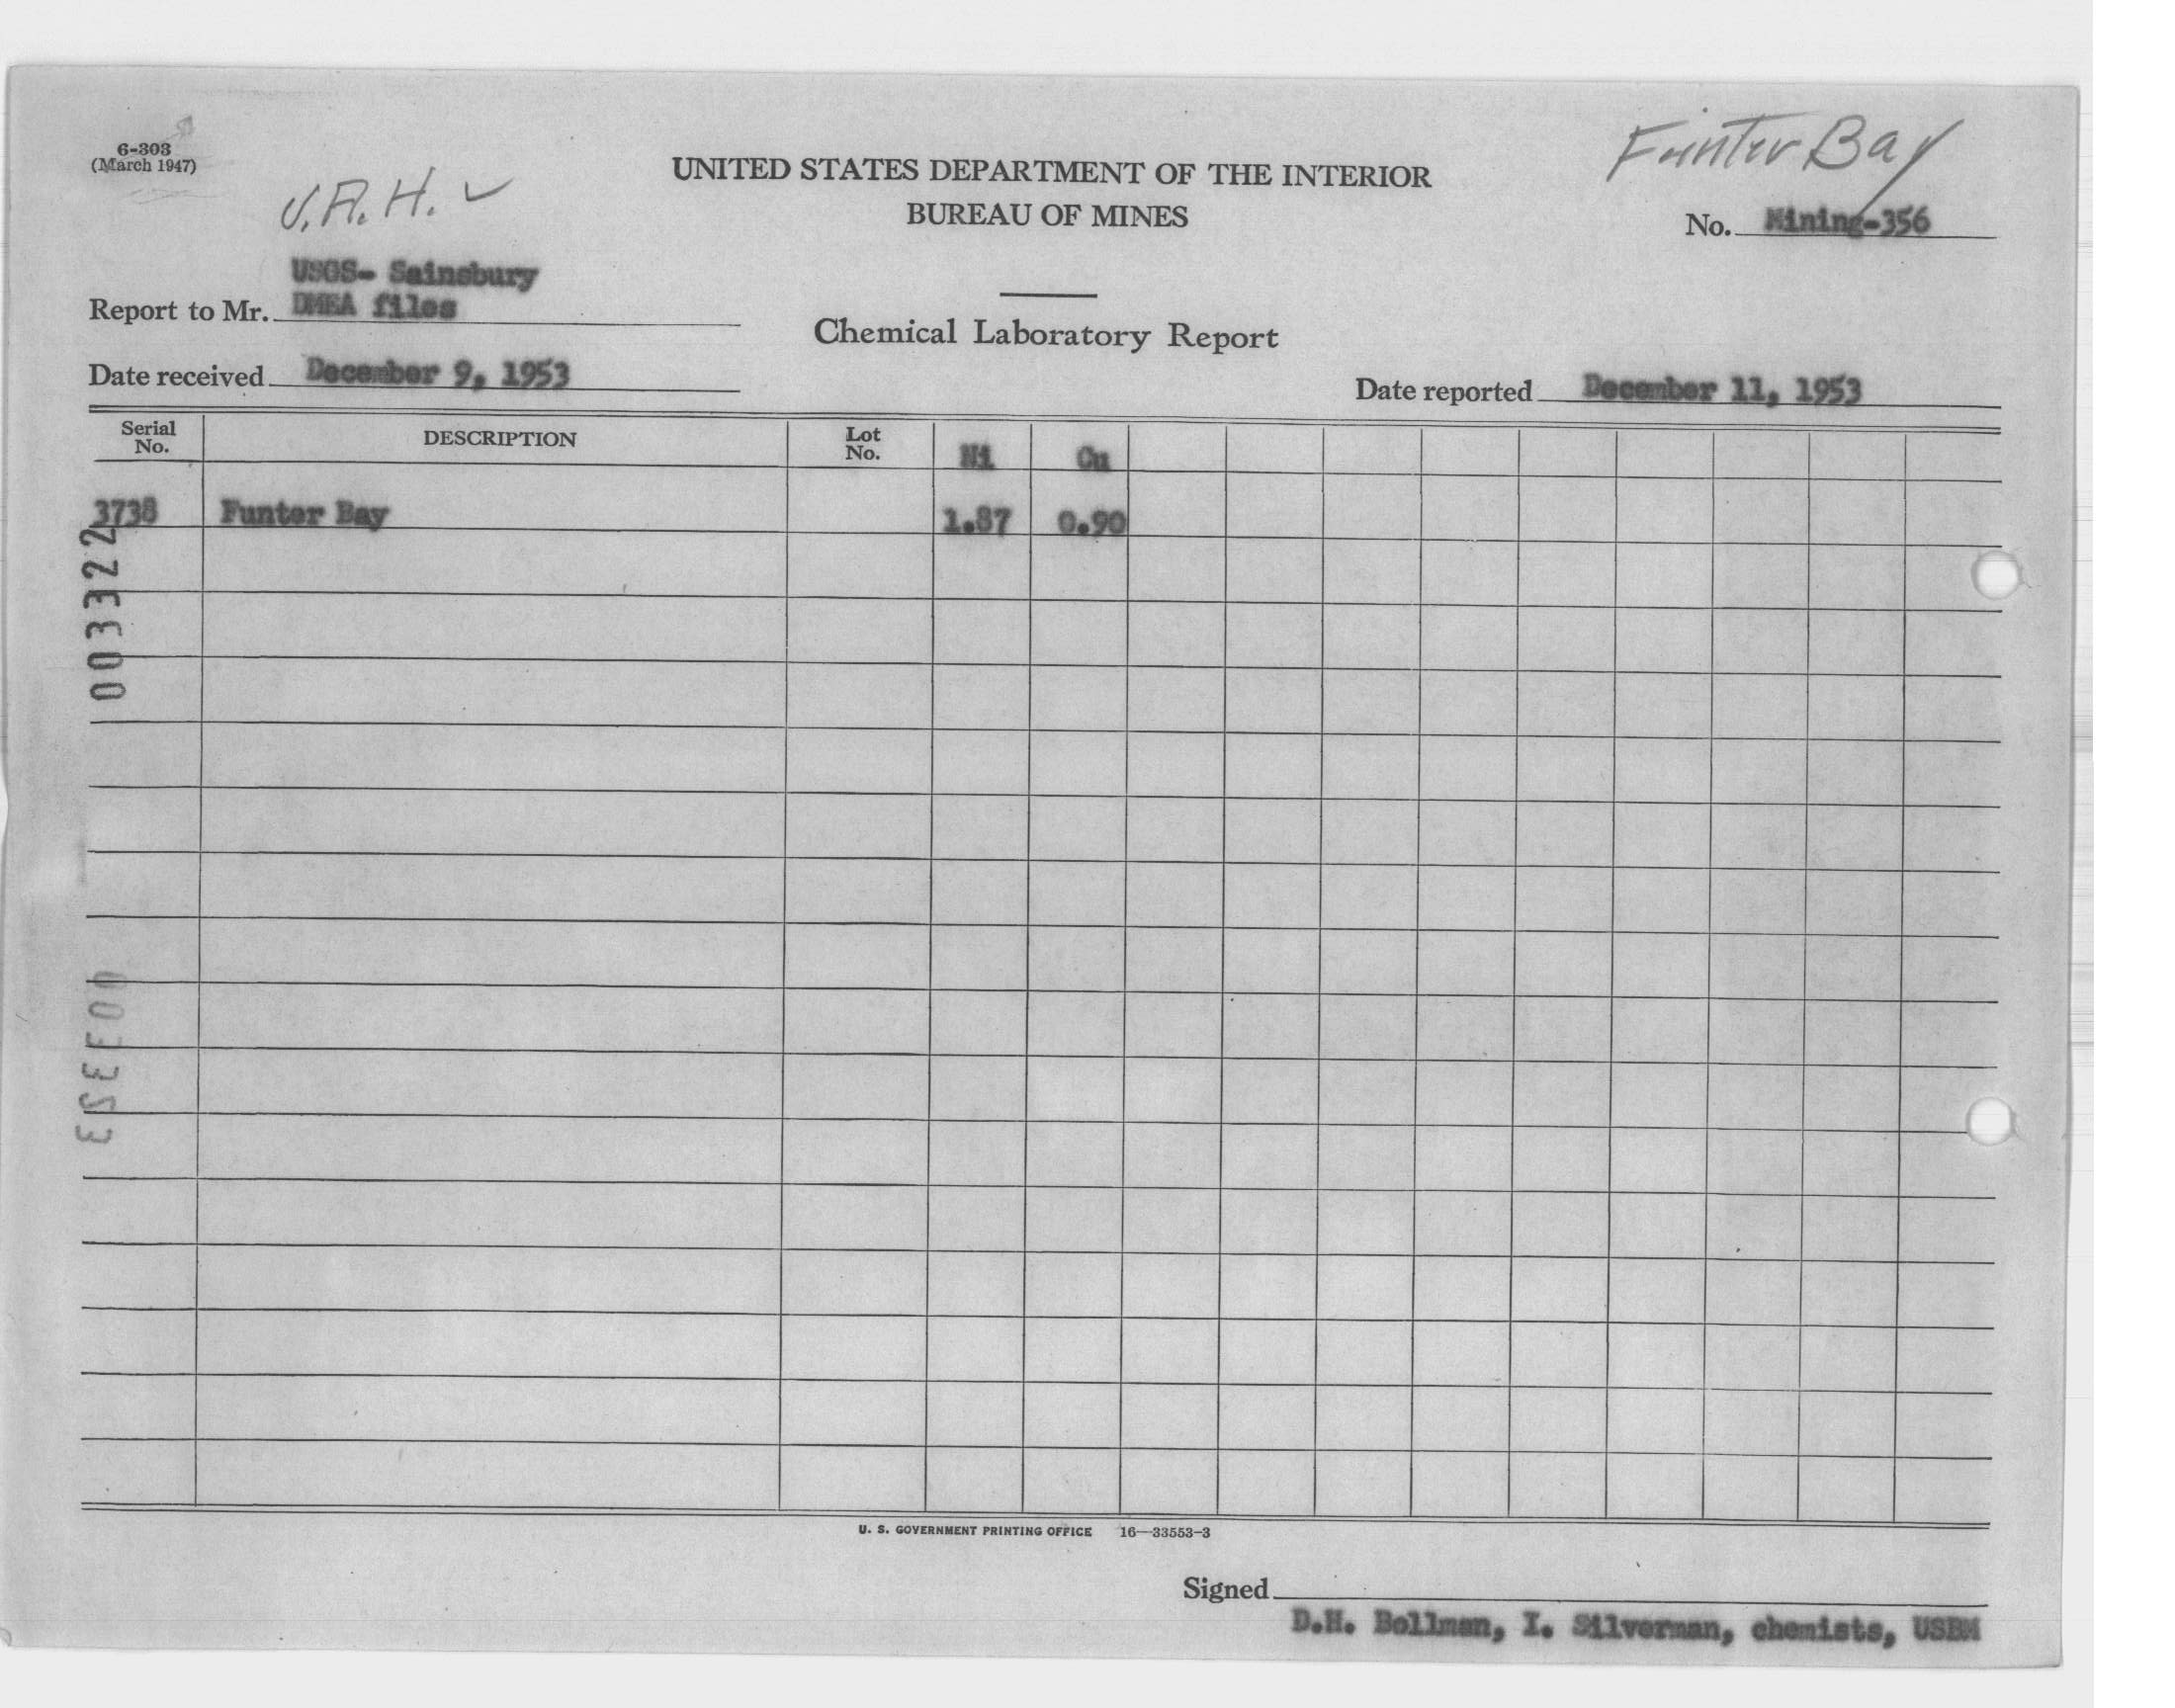 6-303
(March 1947)
J.A.H. ✓
Funter Bay
UNITED STATES DEPARTMENT OF THE INTERIOR
BUREAU OF MINES
No. Mining-356
USGS- Sainsbury
Report to Mr. DMEA files
Chemical Laboratory Report
Date received December 9, 1953
Date reported December 11, 1953
Serial No. DESCRIPTION Lot No. Ni Cu
3738 Funter Bay 1.87 0.90
003322
U. S. GOVERNMENT PRINTING OFFICE 16—33553-3
Signed
D.H. Bollman, I. Silverman, chemists, USBM